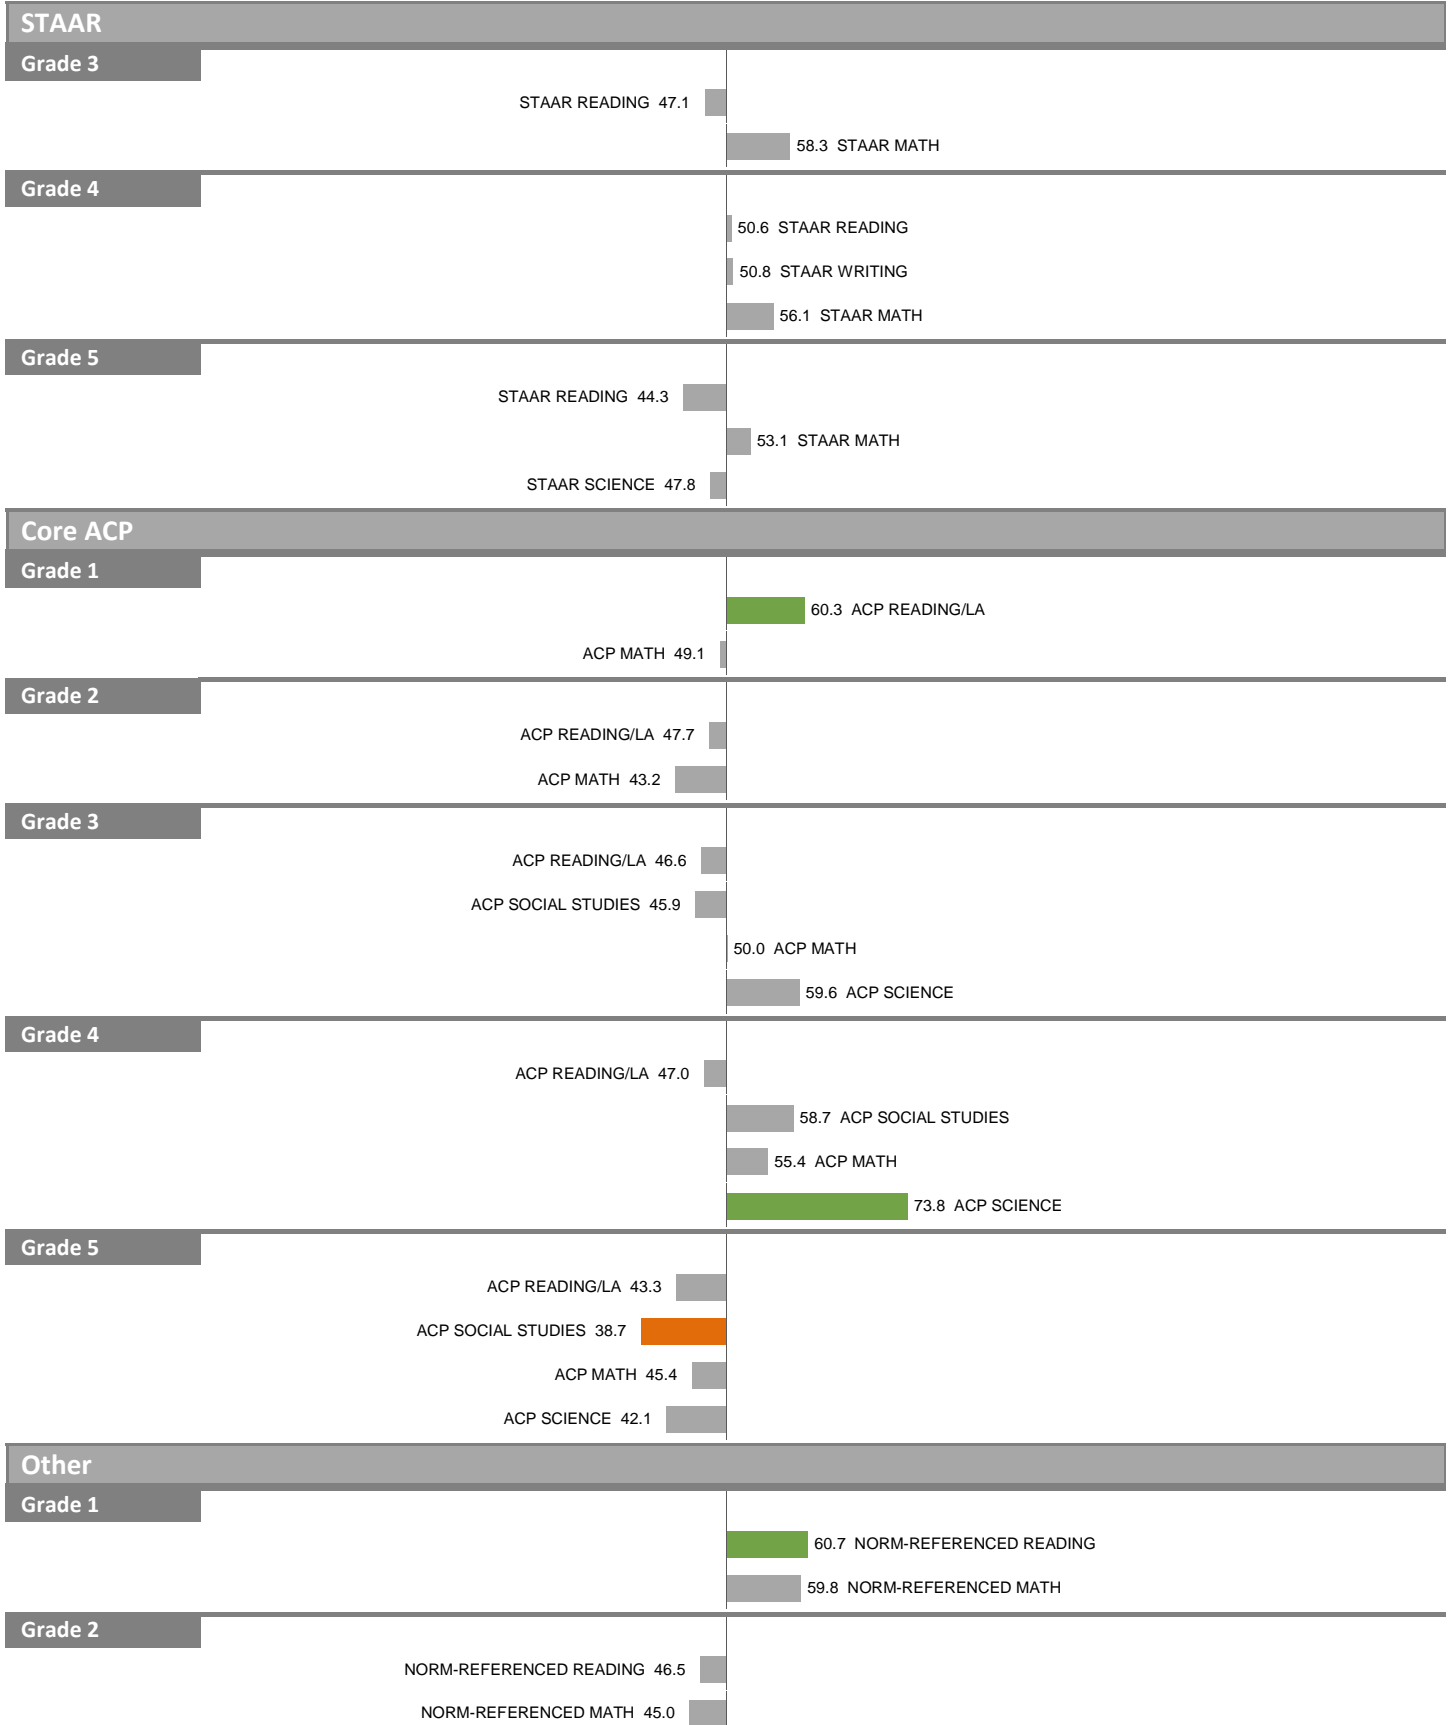 STAAR
Grade 3
STAAR READING 47.1
58.3 STAAR MATH
Grade 4
50.6 STAAR READING
50.8 STAAR WRITING
56.1 STAAR MATH
Grade 5
STAAR READING 44.3
53.1 STAAR MATH
STAAR SCIENCE 47.8
Core ACP
Grade 1
60.3 ACP READING/LA
ACP MATH 49.1
Grade 2
ACP READING/LA 47.7
ACP MATH 43.2
Grade 3
ACP READING/LA 46.6
ACP SOCIAL STUDIES 45.9
50.0 ACP MATH
59.6 ACP SCIENCE
Grade 4
ACP READING/LA 47.0
58.7 ACP SOCIAL STUDIES
55.4 ACP MATH
73.8 ACP SCIENCE
Grade 5
ACP READING/LA 43.3
ACP SOCIAL STUDIES 38.7
ACP MATH 45.4
ACP SCIENCE 42.1
Other
Grade 1
60.7 NORM-REFERENCED READING
59.8 NORM-REFERENCED MATH
Grade 2
NORM-REFERENCED READING 46.5
NORM-REFERENCED MATH 45.0